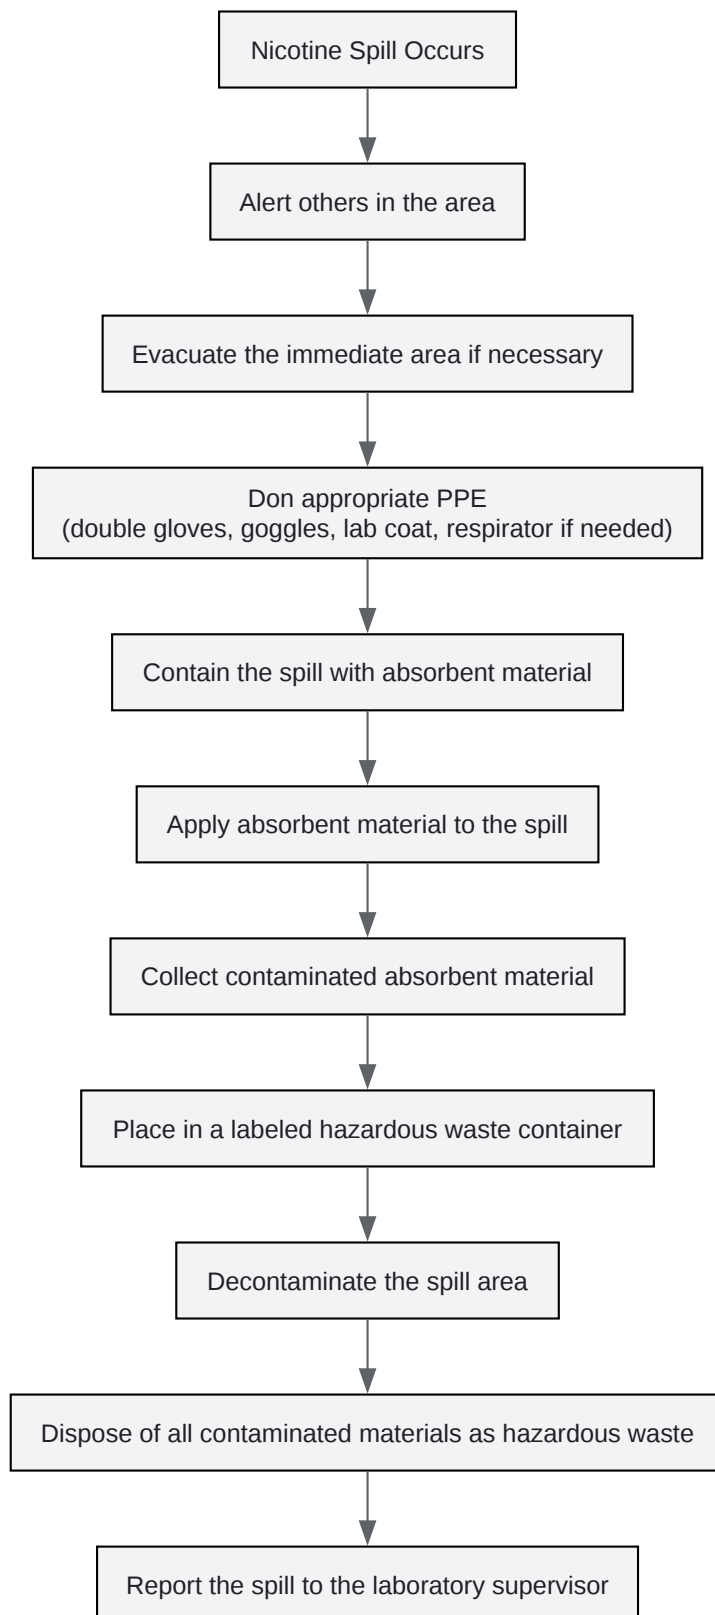 Nicotine Spill Occurs
Alert others in the area
Evacuate the immediate area if necessary
Don appropriate PPE
(double gloves, goggles, lab coat, respirator if needed)
Contain the spill with absorbent material
Apply absorbent material to the spill
Collect contaminated absorbent material
Place in a labeled hazardous waste container
Decontaminate the spill area
Dispose of all contaminated materials as hazardous waste
Report the spill to the laboratory supervisor